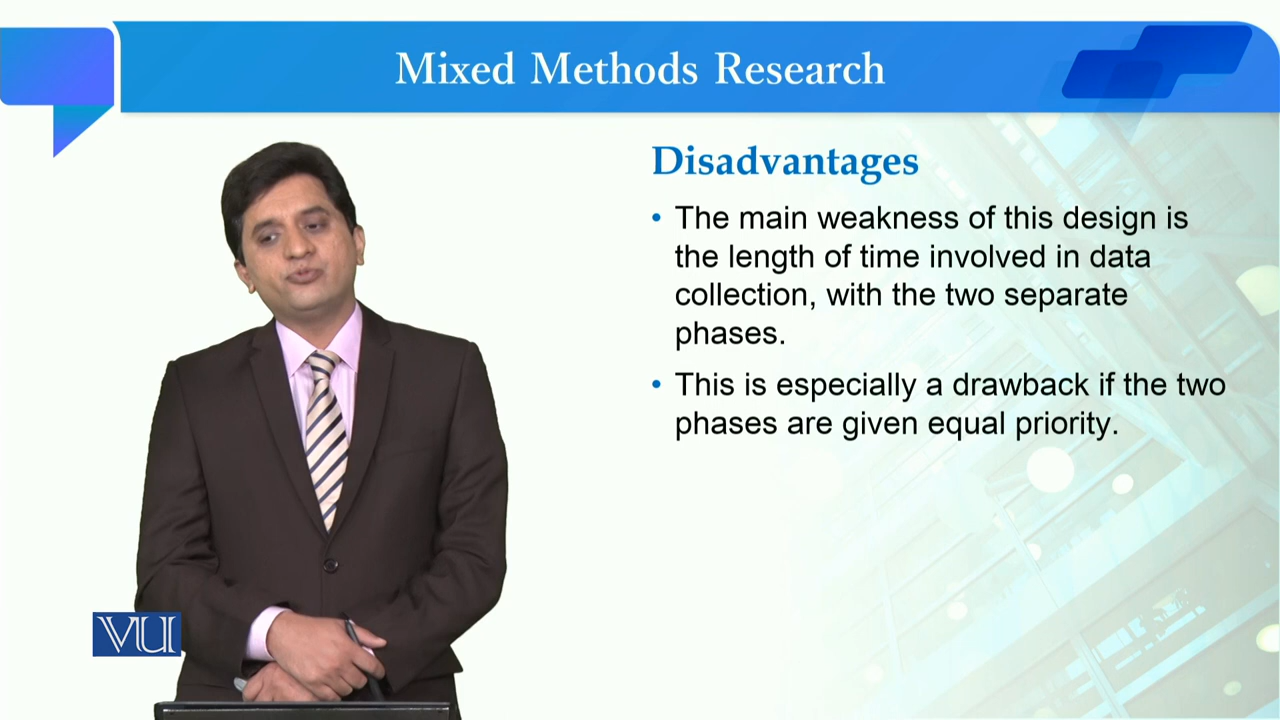 Mixed Methods Research
Disadvantages
• The main weakness of this design is
the length of time involved in data
collection, with the two separate
phases.
• This is especially a drawback if the two
phases are given equal priority.
VU